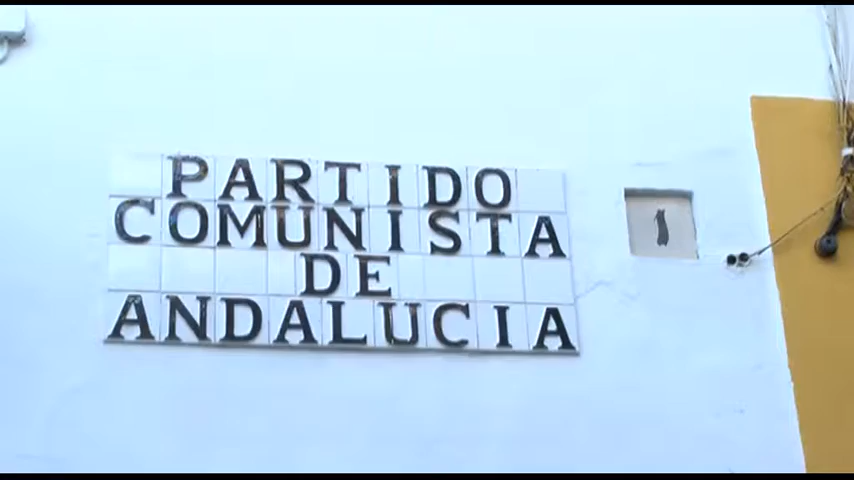 PARTIDO
COMUNISTA
DE
ANDALUCIA
1